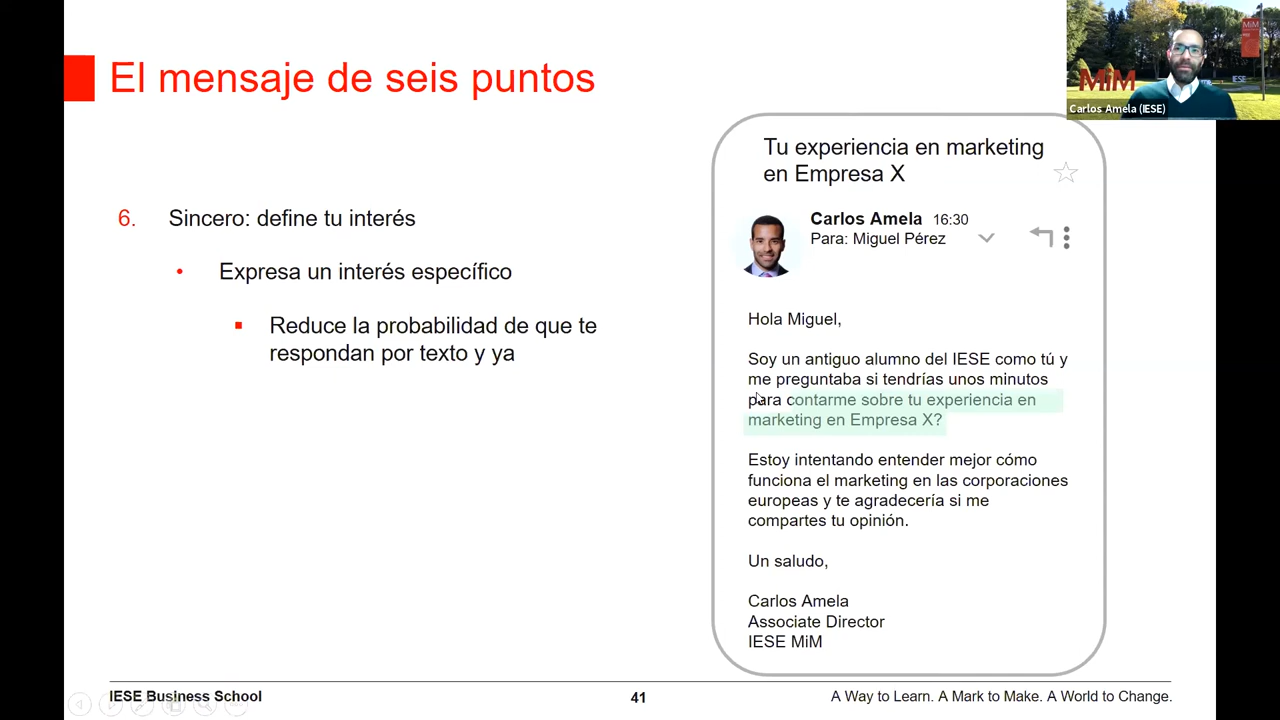 El mensaje de seis puntos
6. Sincero: define tu interés
• Expresa un interés específico
▪ Reduce la probabilidad de que te
respondan por texto y ya
Tu experiencia en marketing
en Empresa X
Carlos Amela 16:30
Para: Miguel Pérez
Hola Miguel,
Soy un antiguo alumno del IESE como tú y
me preguntaba si tendrías unos minutos
para contarme sobre tu experiencia en
marketing en Empresa X?
Estoy intentando entender mejor cómo
funciona el marketing en las corporaciones
europeas y te agradecería si me
compartes tu opinión.
Un saludo,
Carlos Amela
Associate Director
IESE MiM
MiM
MiM
IESE
Carlos Amela (IESE)
IESE Business School
41
A Way to Learn. A Mark to Make. A World to Change.